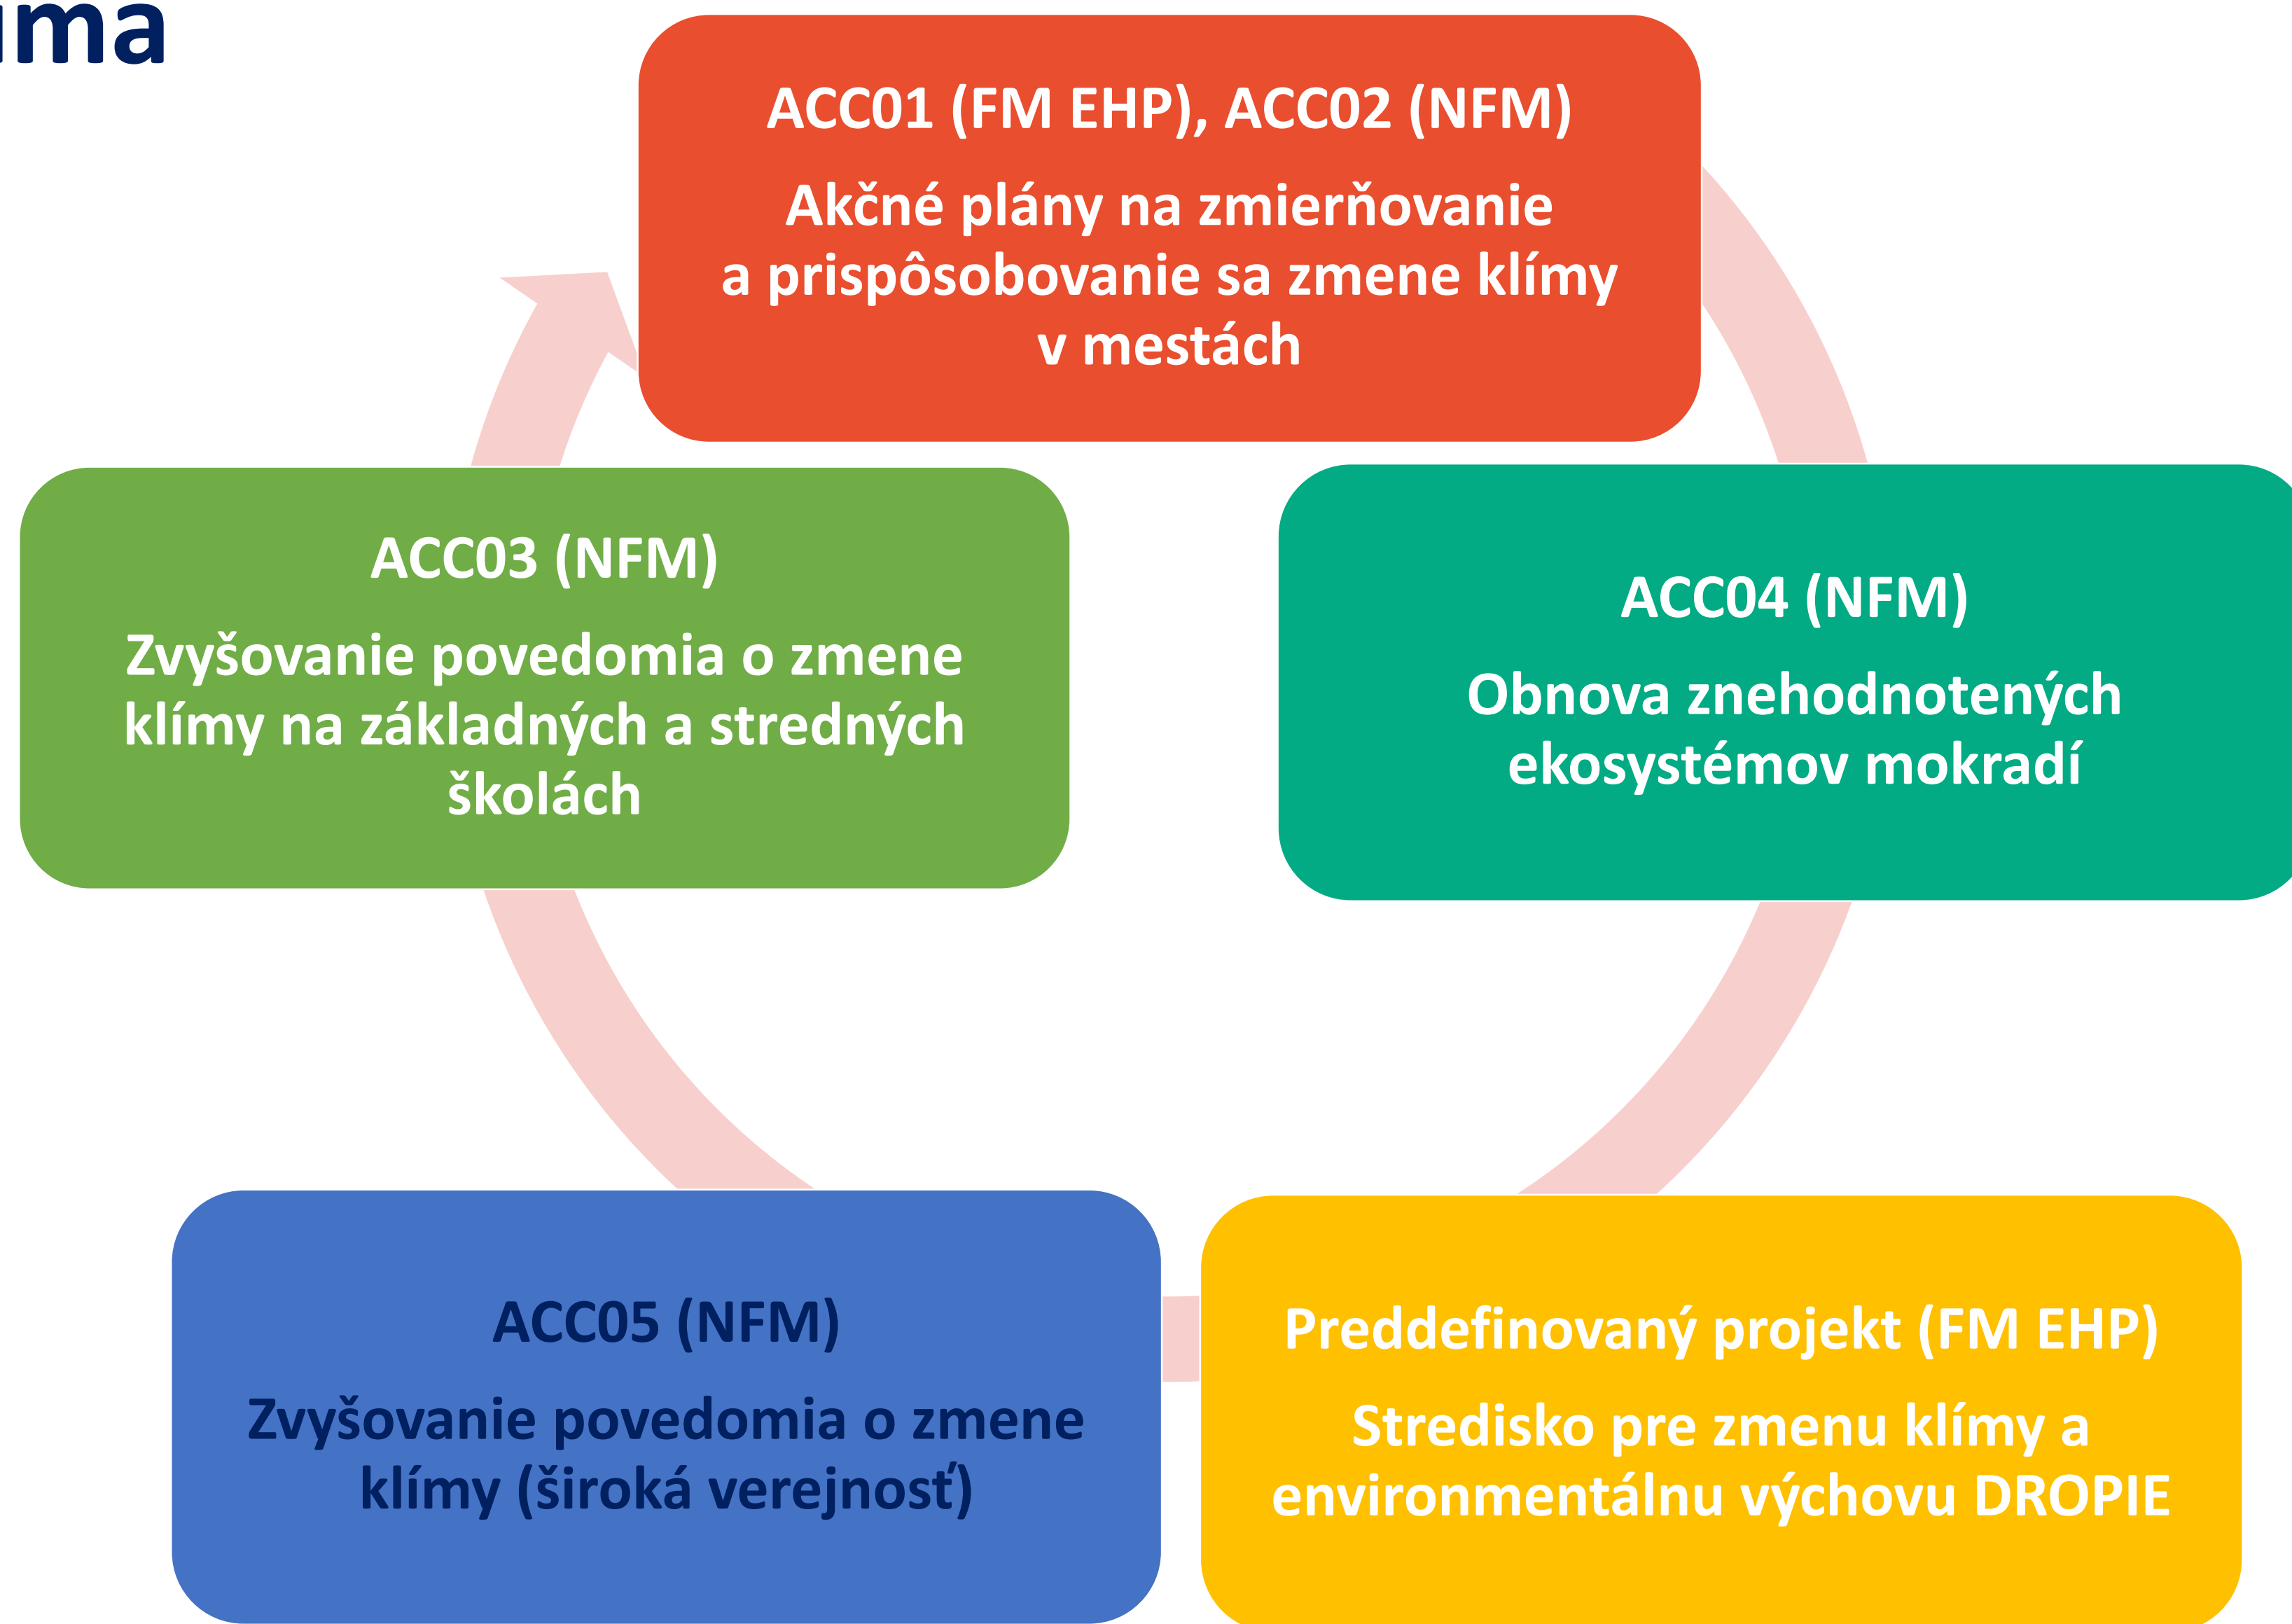 ACC01 (FM EHP), ACC02 (NFM)
Akčné plány na zmierňovanie
a prispôsobovanie sa zmene klímy
v mestách
ACC03 (NFM)
Zvyšovanie povedomia o zmene
klímy na základných a stredných
školách
ACC04 (NFM)
Obnova znehodnotených
ekosystémov mokradí
ACC05 (NFM)
Zvyšovanie povedomia o zmene
klímy (široká verejnosť)
Preddefinovaný projekt (FM EHP)
Stredisko pre zmenu klímy a
environmentálnu výchovu DROPIE